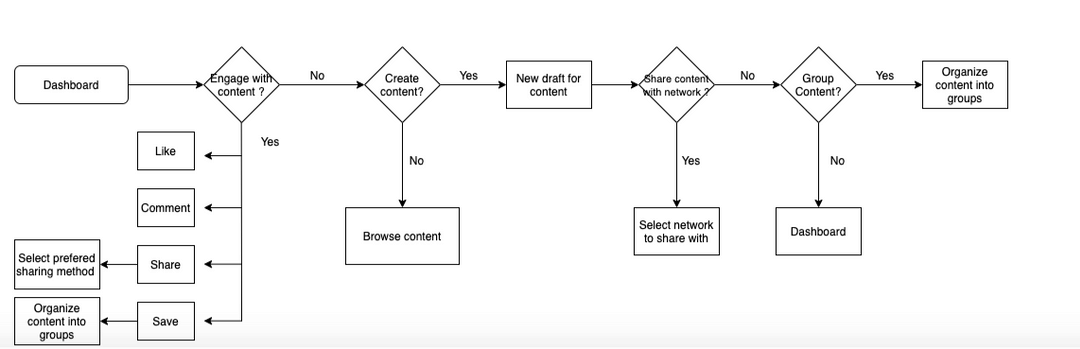 Dashboard
Engage with
content ?
No
Create
content?
Yes
New draft for
content
Share content
with network ?
No
Group
Content?
Yes
Organize
content into
groups
Yes
Like
No
Yes
No
Comment
Browse content
Select network
to share with
Dashboard
Select prefered
sharing method
Share
Organize
content into
groups
Save